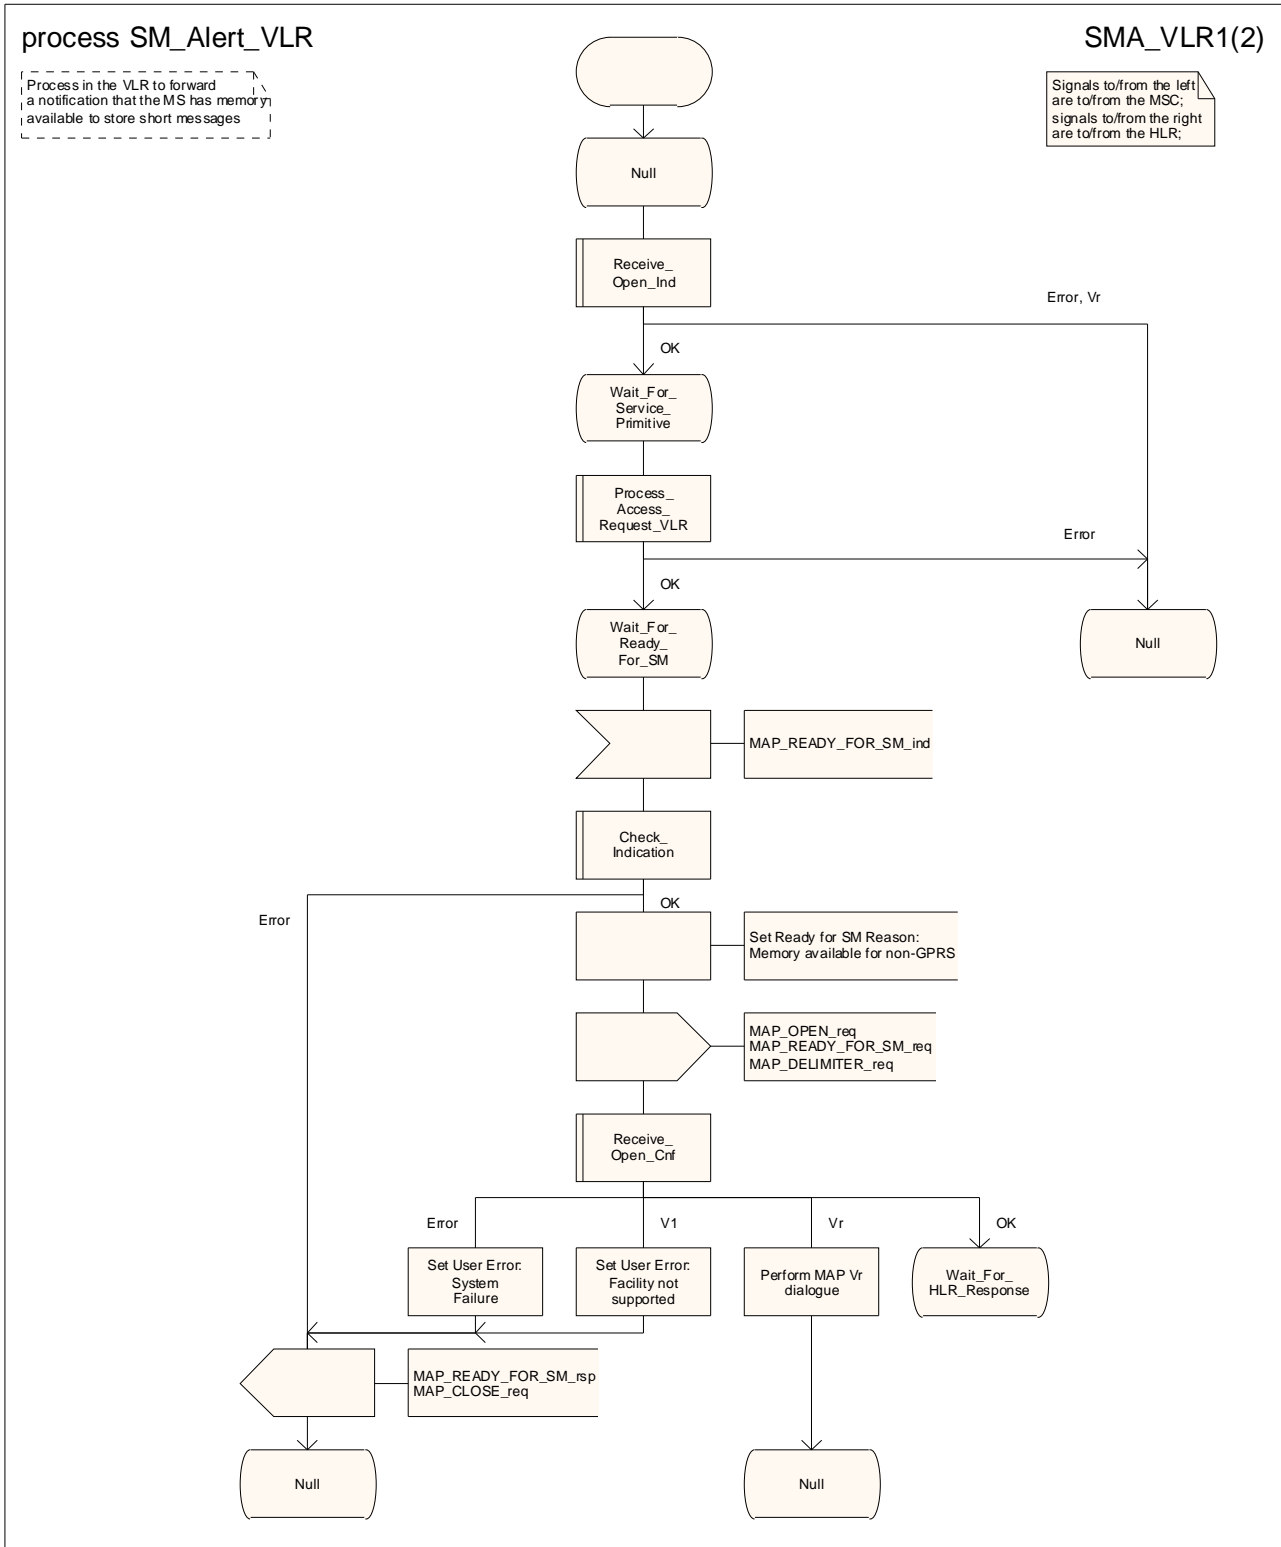 process SM_Alert_VLR
SMA_VLR1(2)
Process in the VLR to forward
a notification that the MS has memory
available to store short messages
Signals to/from the left
are to/from the MSC;
signals to/from the right
are to/from the HLR;
Null
Receive_
Open_Ind
Error, Vr
OK
Wait_For_
Service_
Primitive
Process_
Access_
Request_VLR
Error
OK
Wait_For_
Ready_
For_SM
Null
MAP_READY_FOR_SM_ind
Check_
Indication
Error
OK
Set Ready for SM Reason:
Memory available for non-GPRS
MAP_OPEN_req
MAP_READY_FOR_SM_req
MAP_DELIMITER_req
Receive_
Open_Cnf
Error
V1
Vr
OK
Set User Error:
System
Failure
Set User Error:
Facility not
supported
Perform MAP Vr
dialogue
Wait_For_
HLR_Response
MAP_READY_FOR_SM_rsp
MAP_CLOSE_req
Null
Null